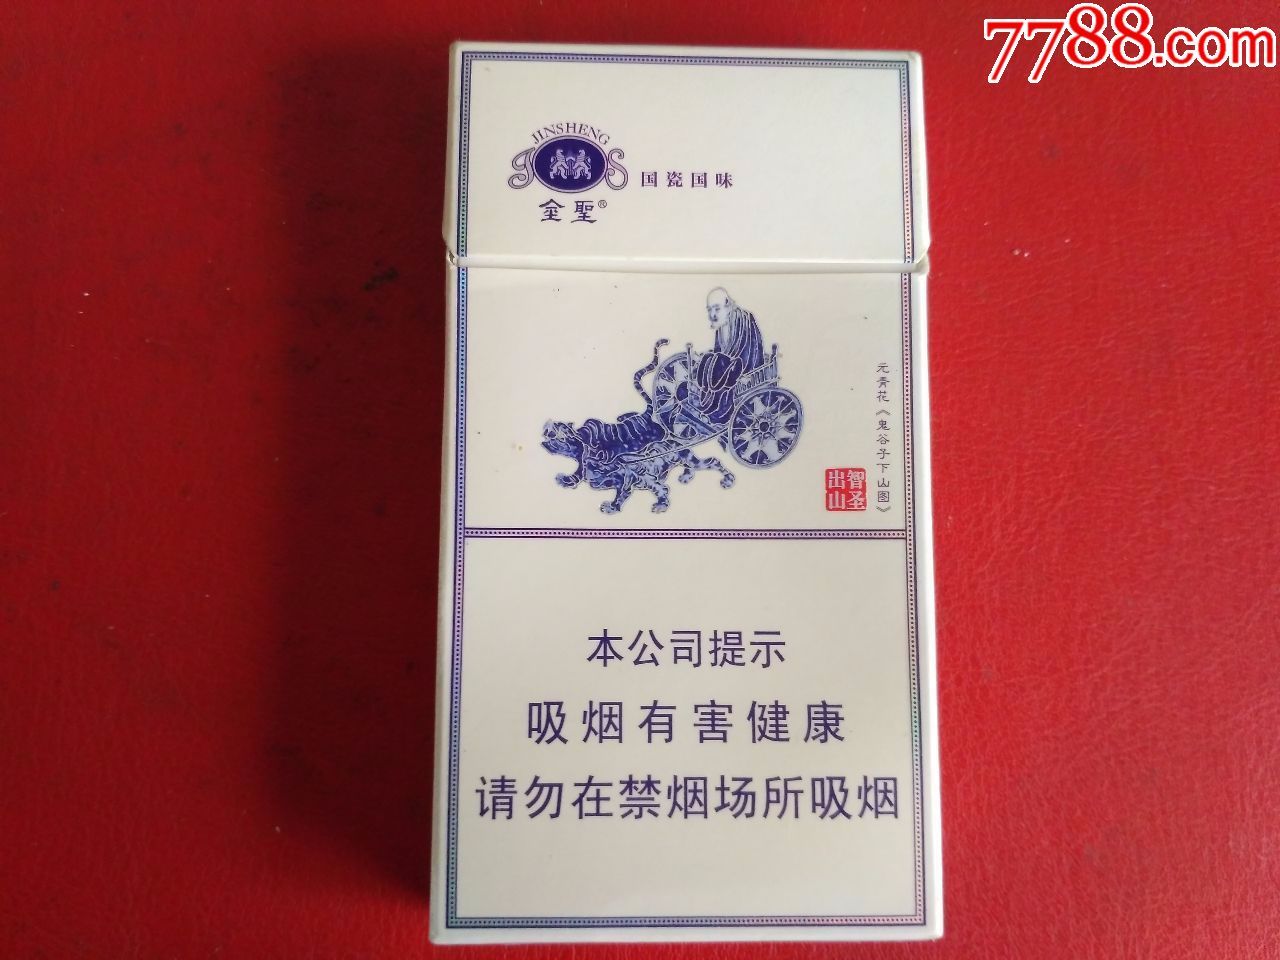 7788.com
JINSHENG
JS
国瓷国味
金聖®
元青花《鬼谷子下山图》
智圣
出山
本公司提示
吸烟有害健康
请勿在禁烟场所吸烟